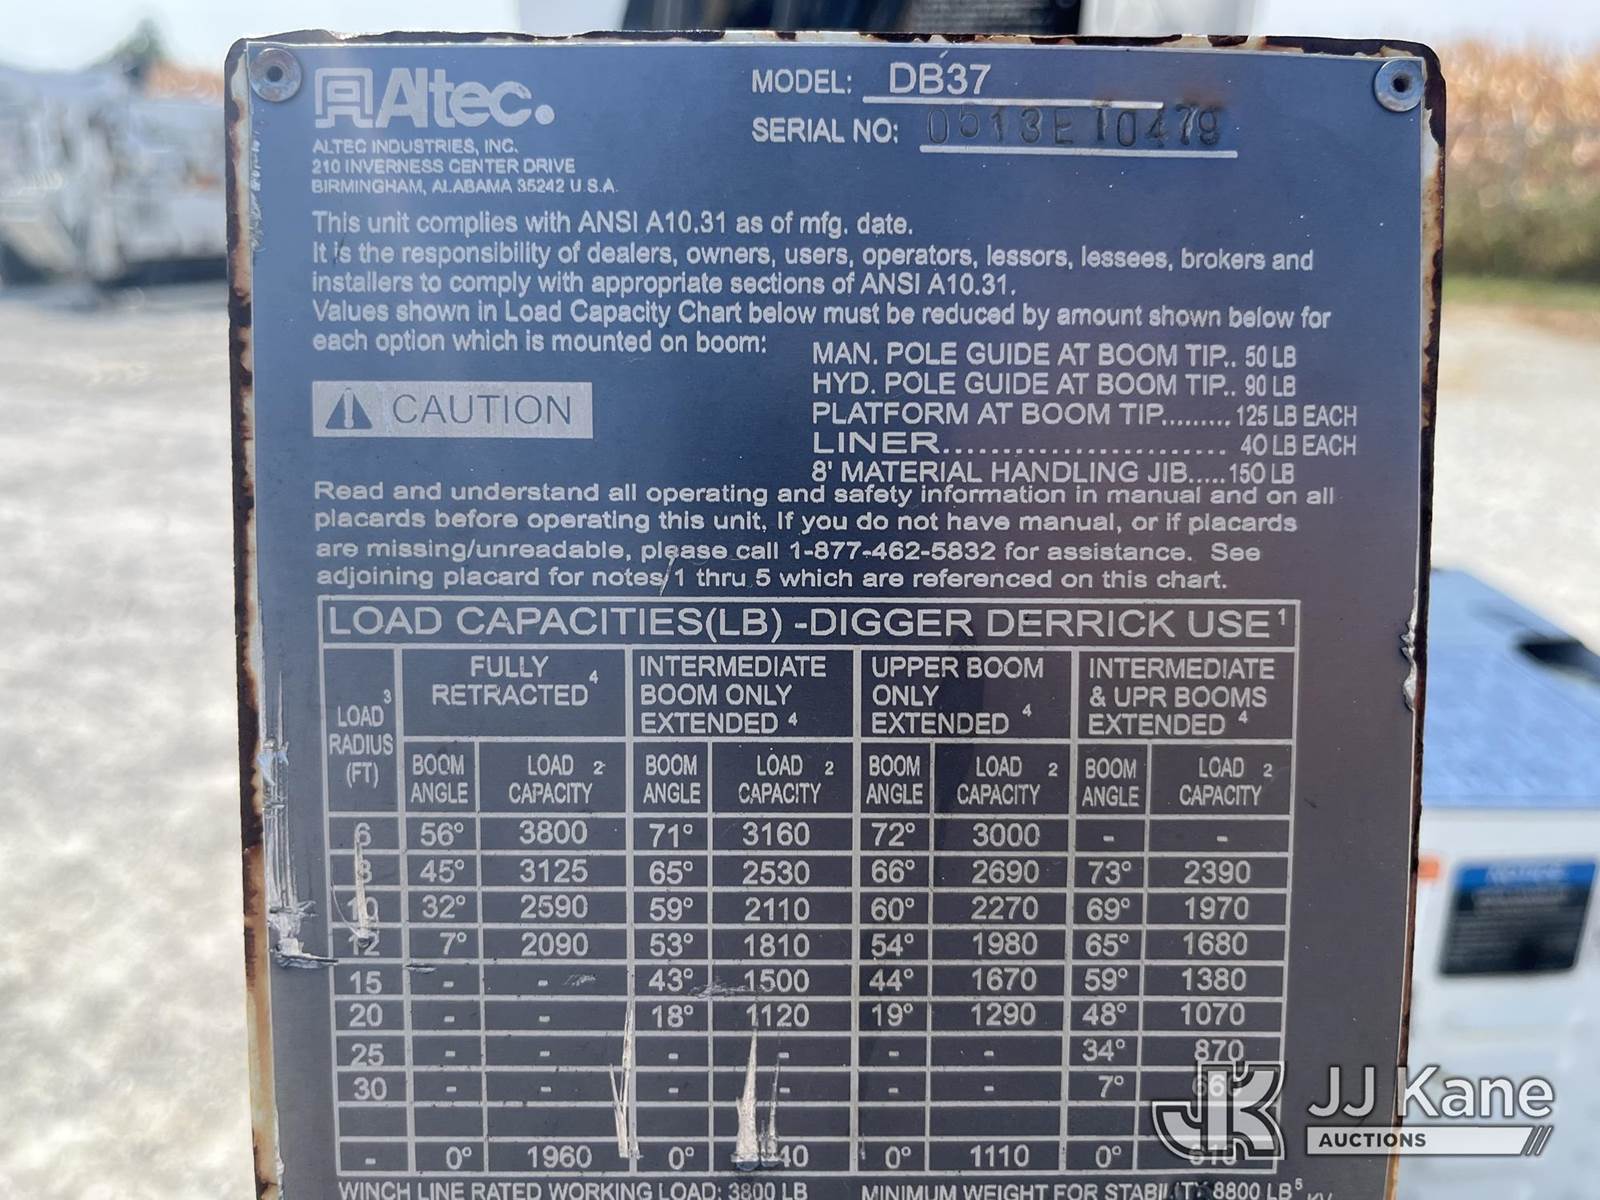 Altec.
MODEL: DB37
SERIAL NO: 0513E10479
ALTEC INDUSTRIES, INC.
210 INVERNESS CENTER DRIVE
BIRMINGHAM, ALABAMA 35242 U.S.A.
This unit complies with ANSI A10.31 as of mfg. date.
It is the responsibility of dealers, owners, users, operators, lessors, lessees, brokers and
installers to comply with appropriate sections of ANSI A10.31.
Values shown in Load Capacity Chart below must be reduced by amount shown below for
each option which is mounted on boom:
MAN. POLE GUIDE AT BOOM TIP.. 50 LB
HYD. POLE GUIDE AT BOOM TIP.. 90 LB
PLATFORM AT BOOM TIP......... 125 LB EACH
LINER.......................... 40 LB EACH
8' MATERIAL HANDLING JIB..... 150 LB
CAUTION
Read and understand all operating and safety information in manual and on all
placards before operating this unit. If you do not have manual, or if placards
are missing/unreadable, please call 1-877-462-5832 for assistance. See
adjoining placard for notes 1 thru 5 which are referenced on this chart.
LOAD CAPACITIES(LB) -DIGGER DERRICK USE 1
LOAD 3 RADIUS (FT)
FULLY RETRACTED 4
INTERMEDIATE BOOM ONLY EXTENDED 4
UPPER BOOM ONLY EXTENDED 4
INTERMEDIATE & UPR BOOMS EXTENDED 4
BOOM ANGLE LOAD 2 CAPACITY BOOM ANGLE LOAD 2 CAPACITY BOOM ANGLE LOAD 2 CAPACITY BOOM ANGLE LOAD 2 CAPACITY
6 56° 3800 71° 3160 72° 3000 - -
8 45° 3125 65° 2530 66° 2690 73° 2390
10 32° 2590 59° 2110 60° 2270 69° 1970
12 7° 2090 53° 1810 54° 1980 65° 1680
15 - - 43° 1500 44° 1670 59° 1380
20 - - 18° 1120 19° 1290 48° 1070
25 - - - - - - 34° 870
30 - - - - - - 7°
- 0° 1960 0° 0° 1110 0°
WINCH LINE RATED WORKING LOAD: 3800 LB
MINIMUM WEIGHT FOR STABILITY 8800 LB 5
JK JJ Kane
AUCTIONS